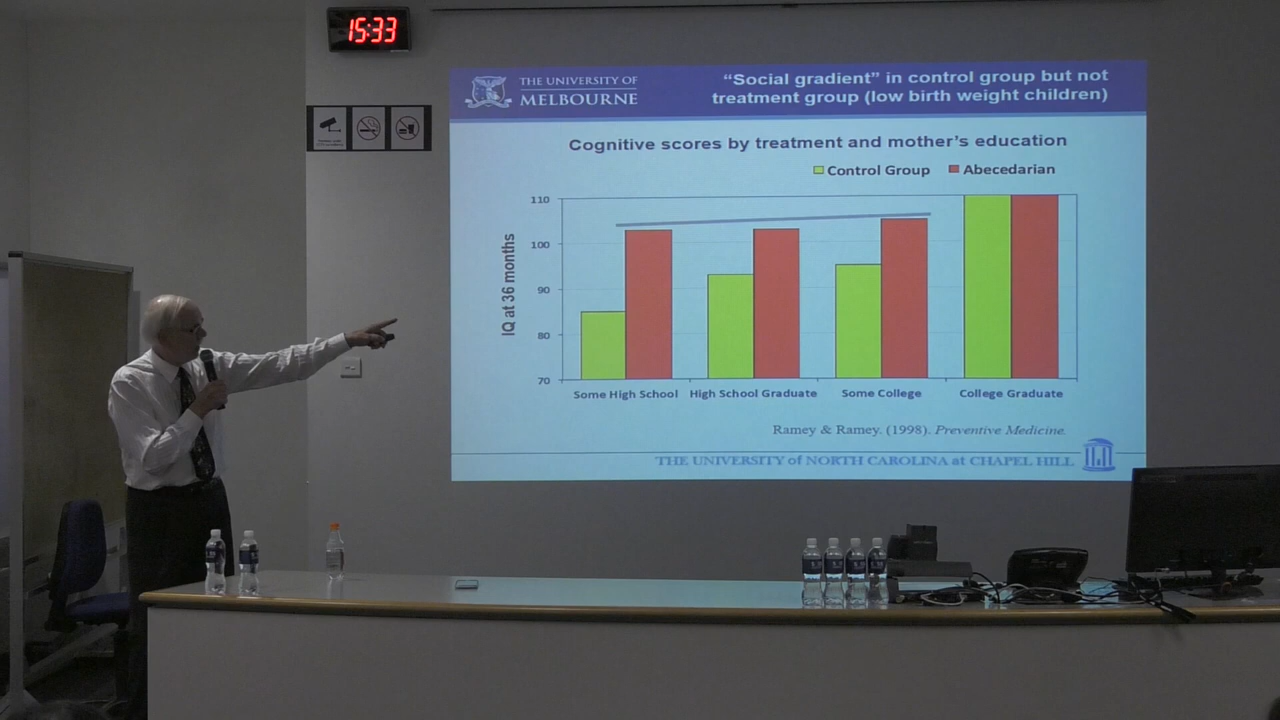 15:33
THE UNIVERSITY OF
MELBOURNE
“Social gradient” in control group but not
treatment group (low birth weight children)
Cognitive scores by treatment and mother’s education
Control Group
Abecedarian
IQ at 36 months
110
100
90
80
70
Some High School
High School Graduate
Some College
College Graduate
Ramey & Ramey. (1998). Preventive Medicine.
THE UNIVERSITY of NORTH CAROLINA at CHAPEL HILL